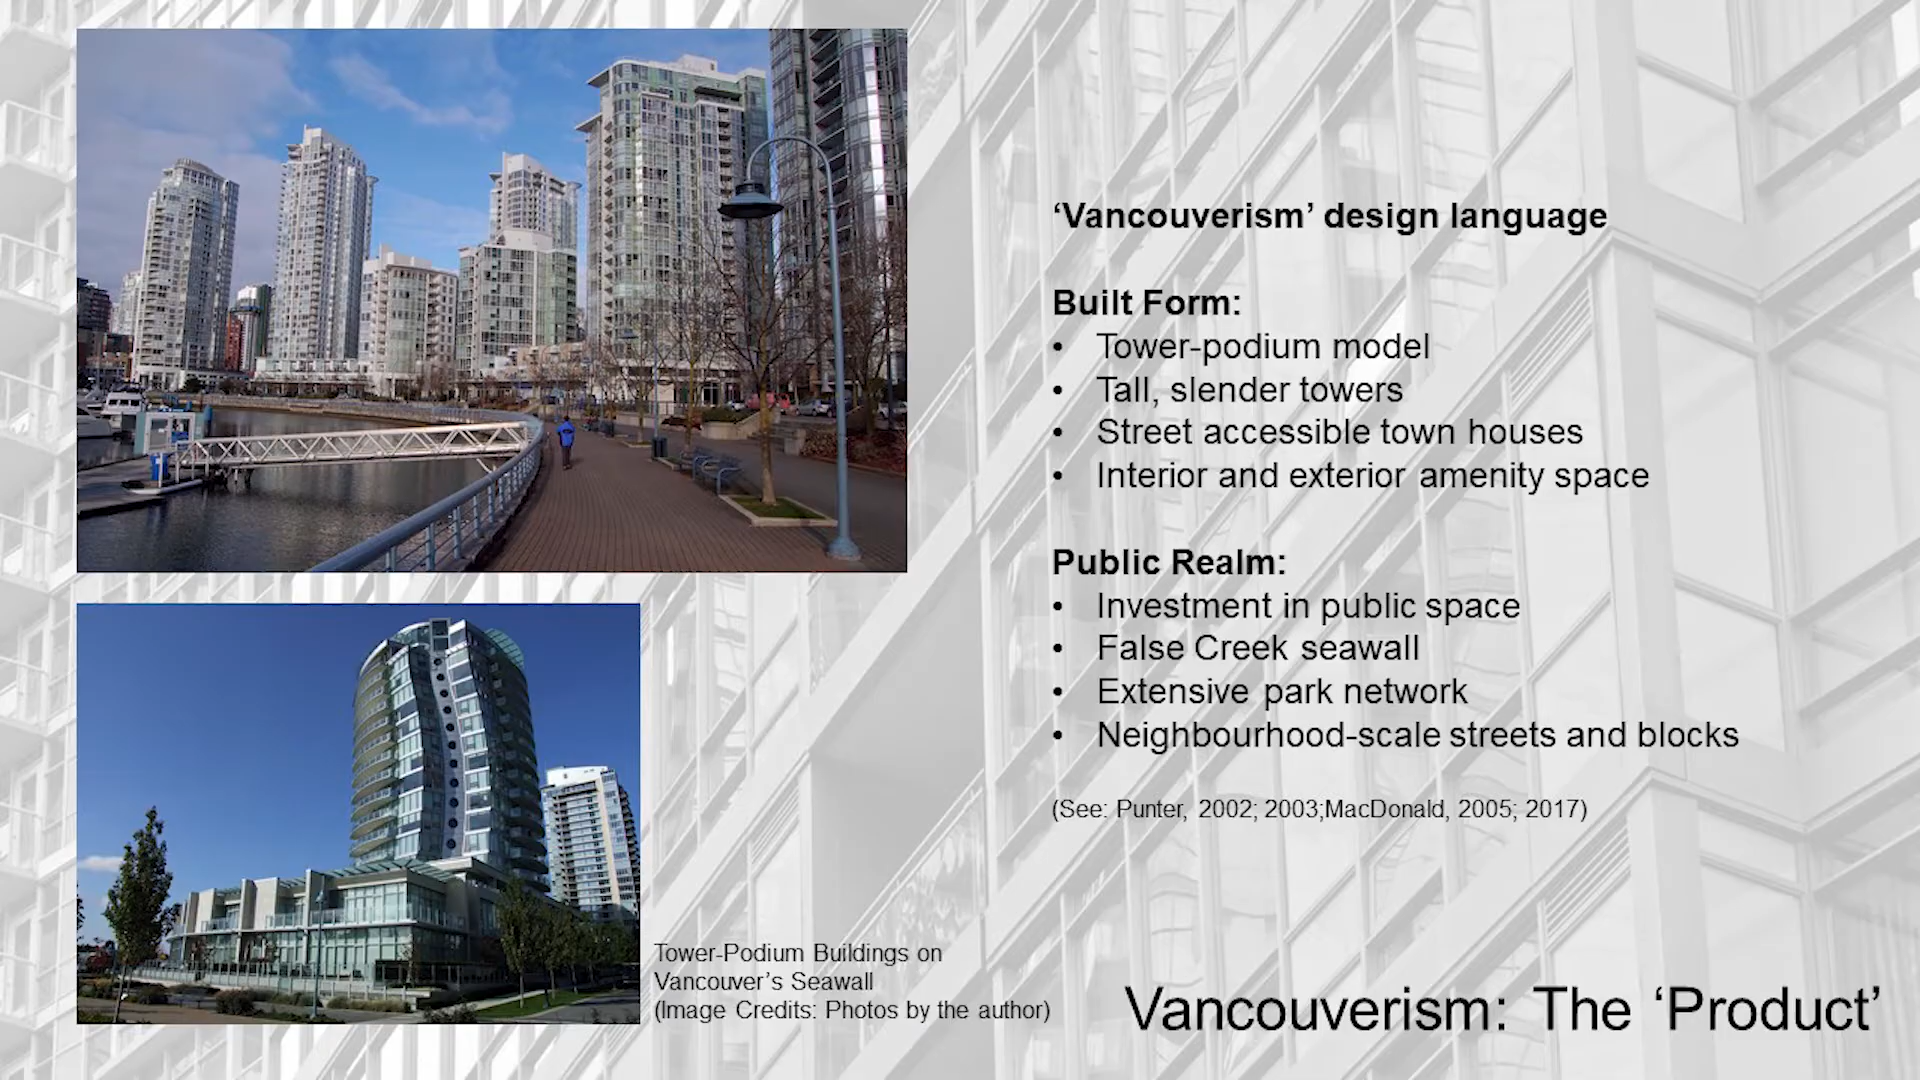 ‘Vancouverism’ design language
Built Form:
• Tower-podium model
• Tall, slender towers
• Street accessible town houses
• Interior and exterior amenity space
Public Realm:
• Investment in public space
• False Creek seawall
• Extensive park network
• Neighbourhood-scale streets and blocks
(See: Punter, 2002; 2003;MacDonald, 2005; 2017)
Tower-Podium Buildings on
Vancouver’s Seawall
(Image Credits: Photos by the author)
Vancouverism: The ‘Product’